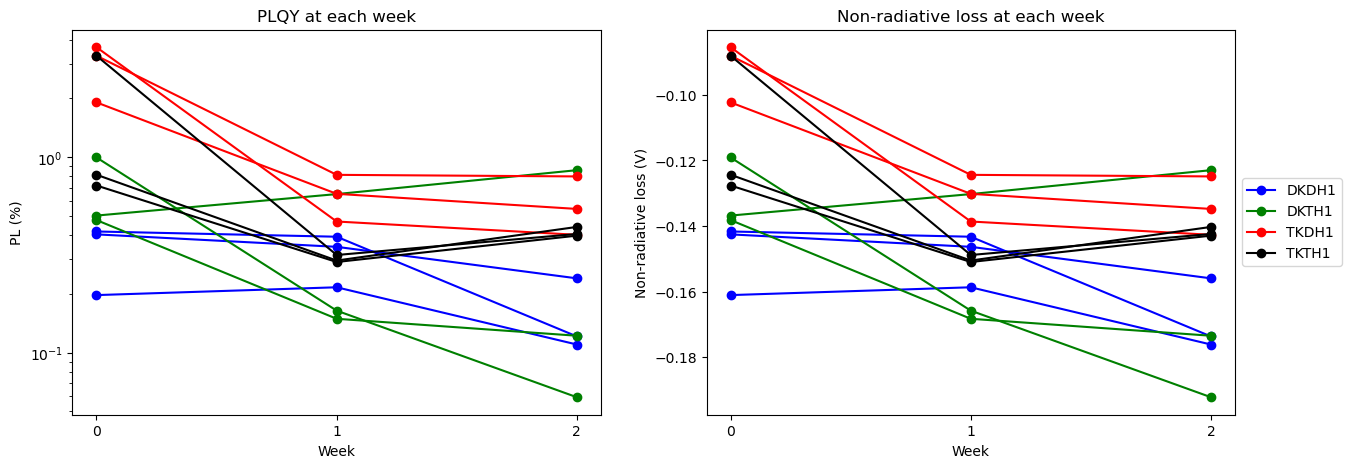 PLQY at each week
PL (%)
10⁰
10⁻¹
0
1
2
Week
Non-radiative loss at each week
Non-radiative loss (V)
−0.10
−0.12
−0.14
−0.16
−0.18
0
1
2
Week
DKDH1
DKTH1
TKDH1
TKTH1